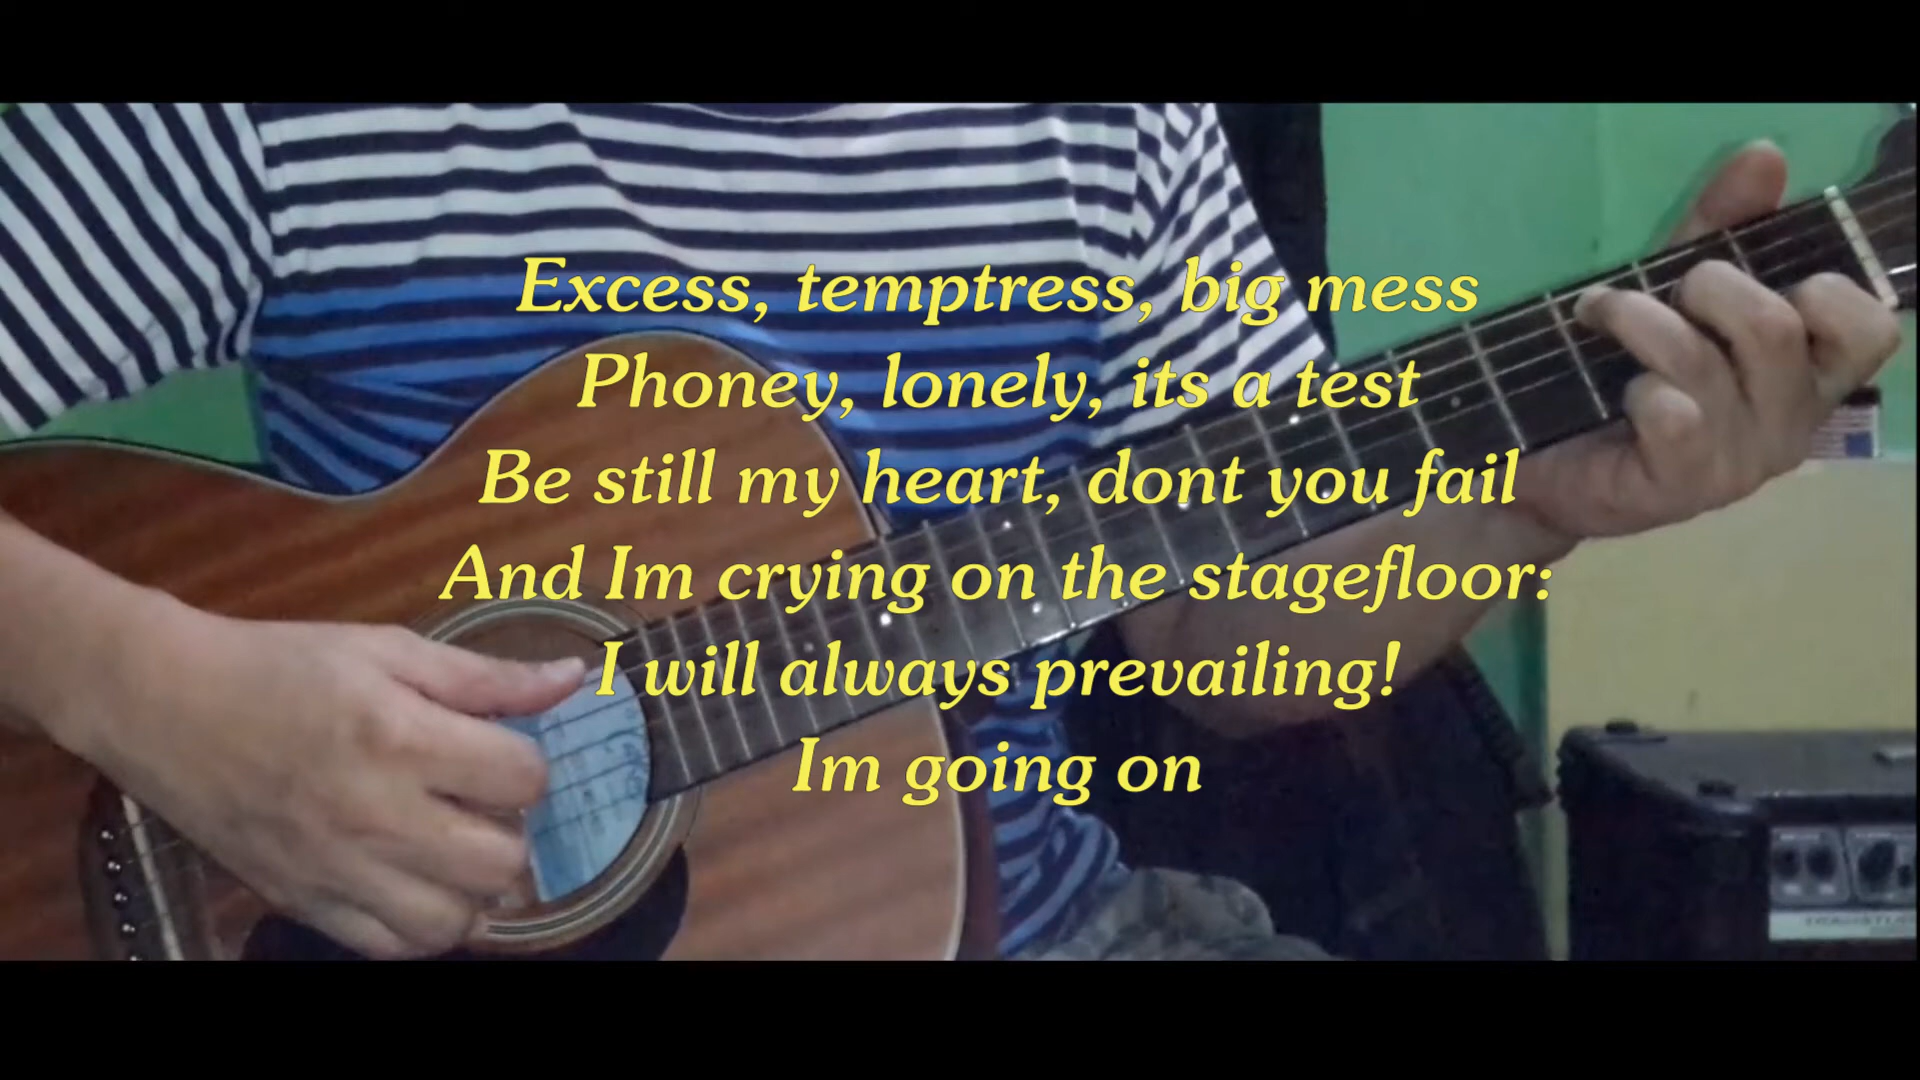 Excess, temptress, big mess
Phoney, lonely, its a test
Be still my heart, dont you fail
And Im crying on the stagefloor:
I will always prevailing!
Im going on